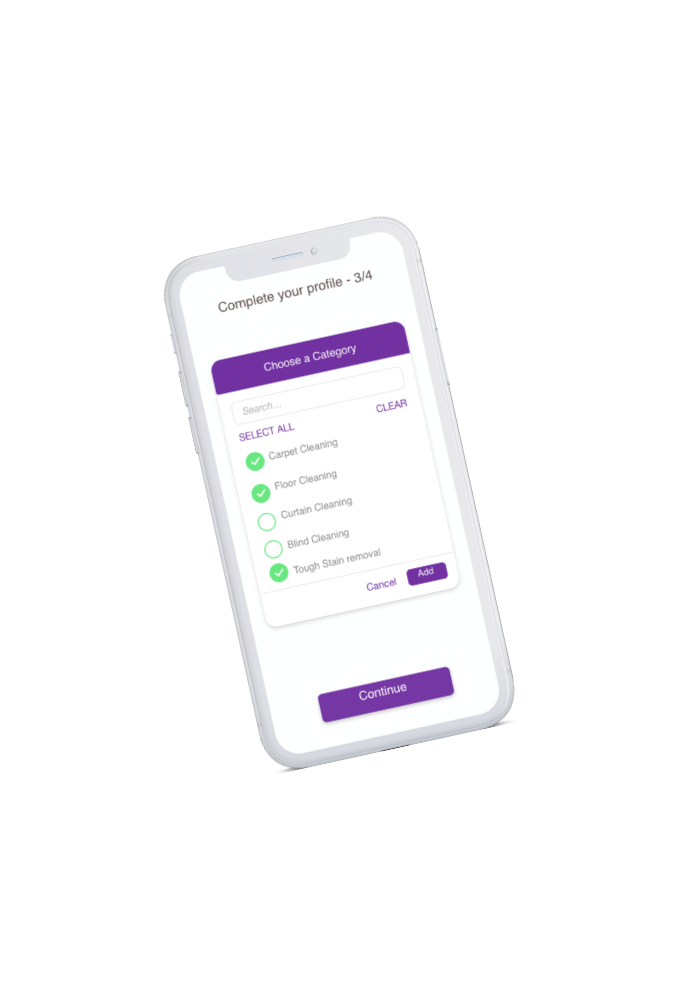 Complete your profile - 3/4
Choose a Category
Search...
SELECT ALL
CLEAR
Carpet Cleaning
Floor Cleaning
Curtain Cleaning
Blind Cleaning
Tough Stain removal
Cancel
Add
Continue